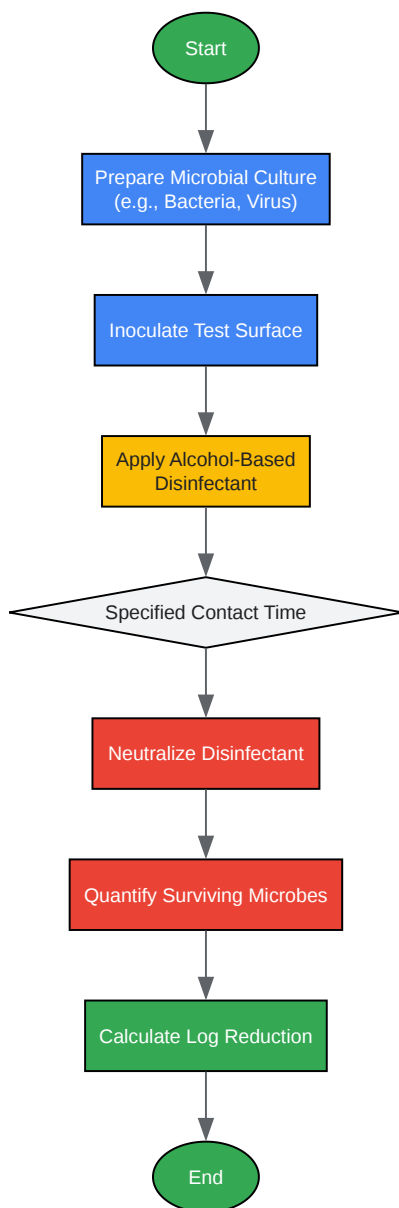 Start
Prepare Microbial Culture
(e.g., Bacteria, Virus)
Inoculate Test Surface
Apply Alcohol-Based
Disinfectant
Specified Contact Time
Neutralize Disinfectant
Quantify Surviving Microbes
Calculate Log Reduction
End